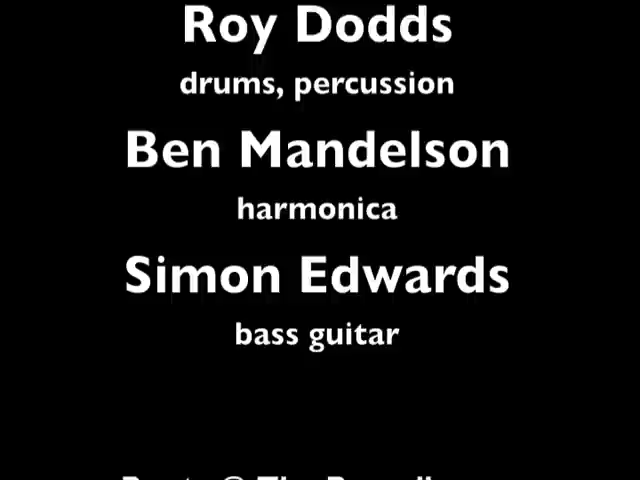 Roy Dodds
drums, percussion
Ben Mandelson
harmonica
Simon Edwards
bass guitar